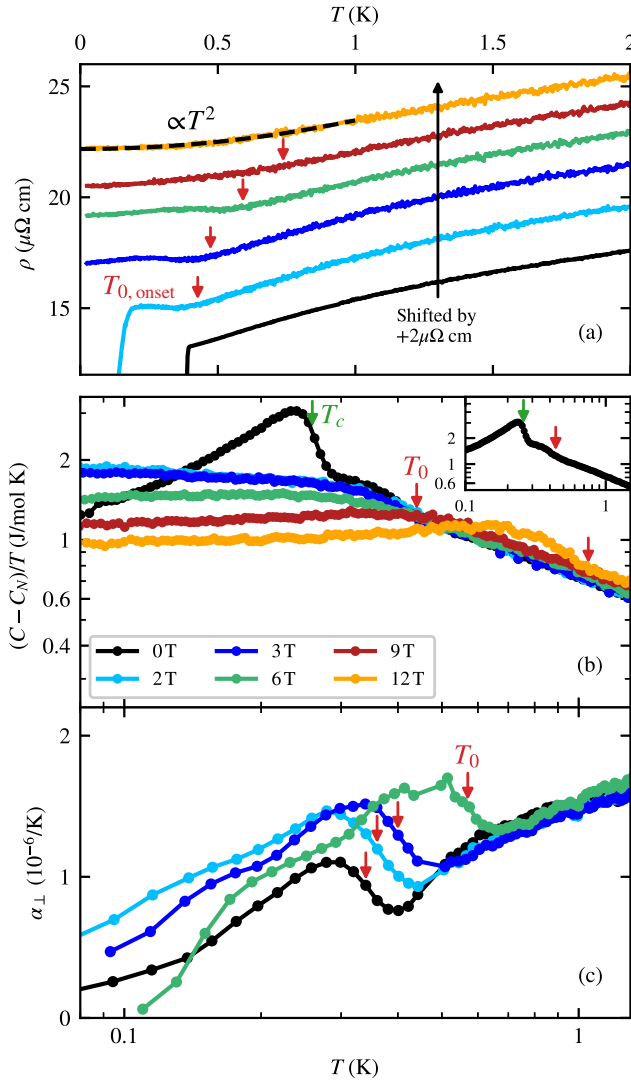 T (K)
0 0.5 1 1.5 2
25
20
15
ρ (μΩ cm)
∝T²
T₀, onset
Shifted by
+2μΩ cm
(a)
2
1
0.6
0.4
(C − C_N)/T (J/mol K)
T_c
T₀
2
1
0.6
0.1 1
0 T 3 T 9 T
2 T 6 T 12 T
(b)
2
1
0
α⊥ (10⁻⁶/K)
T₀
(c)
0.1 1
T (K)